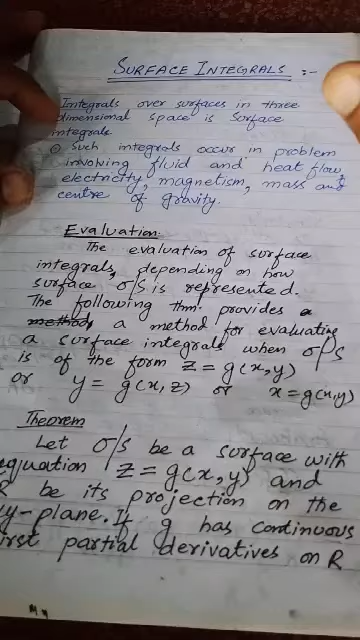 SURFACE INTEGRALS :-
Integrals over surfaces in three
dimensional space is Surface
integrals
⊙ Such integrals occur in problem
involving fluid and heat flow,
electricity, magnetism, mass and
centre of gravity.
Evaluation.
The evaluation of surface
integrals, depending on how
surface σ/s is represented.
The following thm: provides a
method, a method for evaluating
a surface integrals when σ/s
is of the form z = g(x,y)
or y = g(x,z) or x=g(x,y)
Theorem
Let σ/s be a surface with
equation z = g(x,y) and
R be its projection on the
xy-plane. If g has continuous
first partial derivatives on R